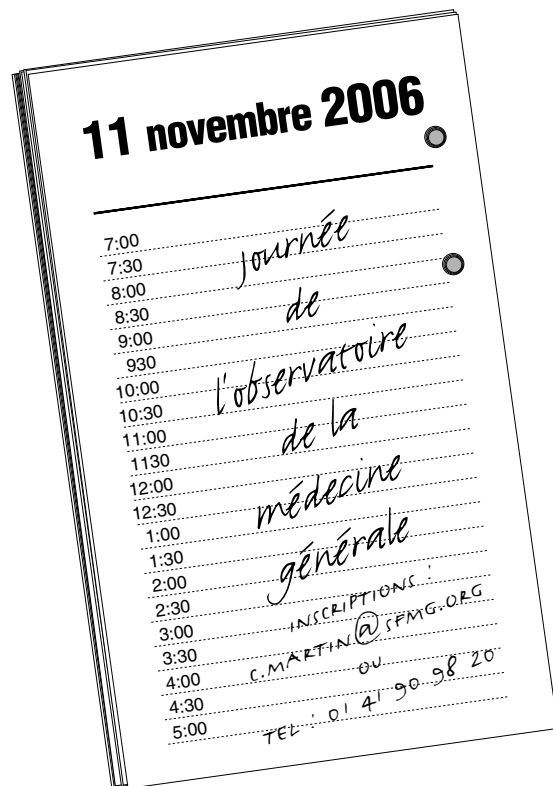 11 novembre 2006
7:00
7:30
8:00
8:30
9:00
930
10:00
10:30
11:00
1130
12:00
12:30
1:00
1:30
2:00
2:30
3:00
3:30
4:00
4:30
5:00
Journée
de
l'observatoire
de la
médecine
générale
INSCRIPTIONS :
C.MARTIN@SFMG.ORG
OU
TEL : 01 41 90 98 20